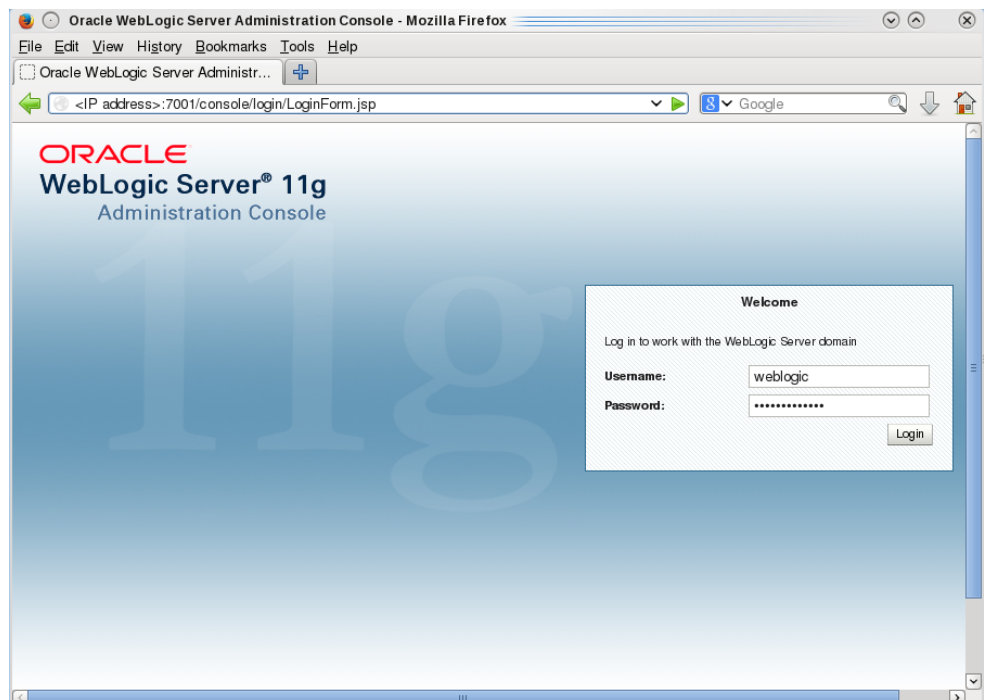 Oracle WebLogic Server Administration Console - Mozilla Firefox
File Edit View History Bookmarks Tools Help
Oracle WebLogic Server Administr...
<IP address>:7001/console/login/LoginForm.jsp
8 Google
ORACLE
WebLogic Server® 11g
Administration Console
11g
Welcome
Log in to work with the WebLogic Server domain
Username: weblogic
Password: •••••••••••••
Login